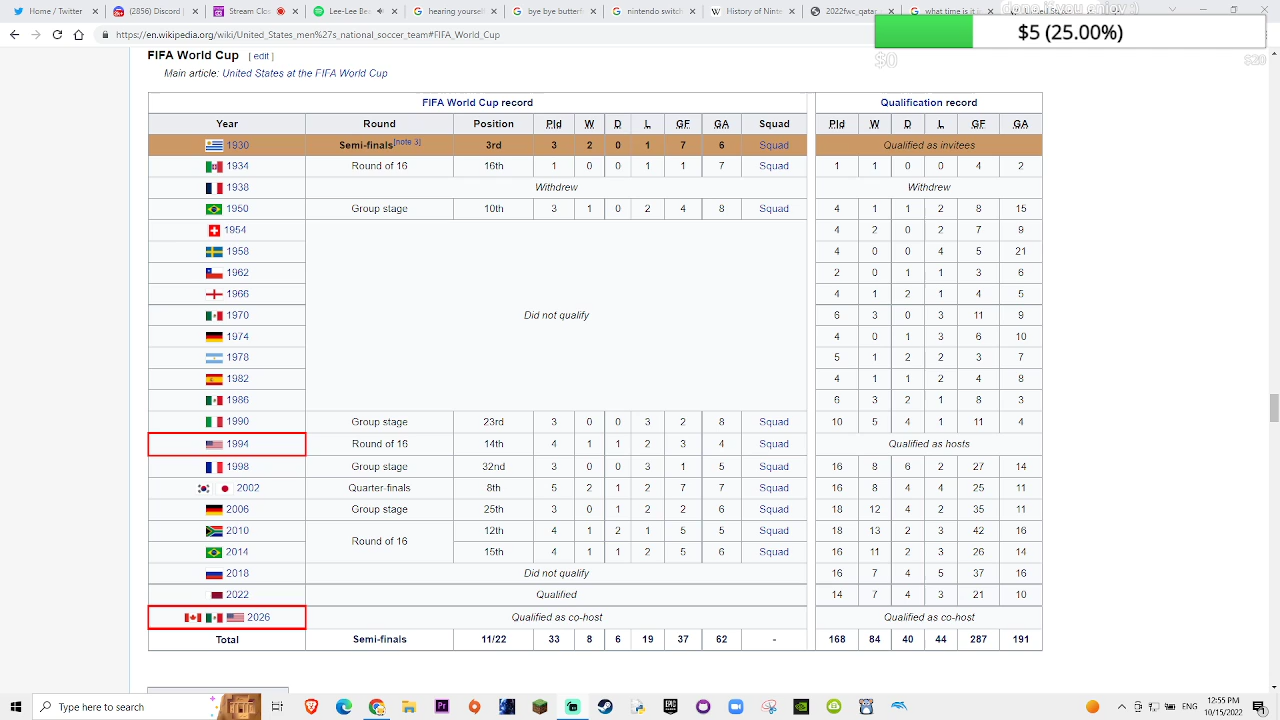 Home / Twitter
(2856) Discord
Stream Clo
Lee-Lee - Bea
hearing yourself
bye bye butterf
nintendo switch
History of Ninte
2022 fwc_qata
what time is it
done if you enjoy :)
https://en.wikipedia.org/wiki/United_States_men's_ _team#FIFA_World_Cup
$5 (25.00%)
$0 $20
FIFA World Cup [ edit ]
Main article: United States at the FIFA World Cup
FIFA World Cup record Qualification record
Year Round Position Pld W D L GF GA Squad Pld W D L GF GA
1930 Semi-finals[note 3] 3rd 3 2 0 1 7 6 Squad Qualified as invitees
1934 Round of 16 16th 1 0 0 1 1 7 Squad 1 1 0 0 4 2
1938 Withdrew Withdrew
1950 Group stage 10th 3 1 0 2 4 8 Squad 4 1 1 2 8 15
1954 4 2 0 2 7 9
1958 4 0 0 4 5 21
1962 2 0 1 1 3 6
1966 4 1 2 1 4 5
1970 Did not qualify 6 3 0 3 11 9
1974 4 0 1 3 6 10
1978 5 1 2 2 3 7
1982 4 1 1 2 4 8
1986 6 3 2 1 8 3
1990 Group stage 23rd 3 0 0 3 2 8 Squad 10 5 4 1 11 4
1994 Round of 16 14th 4 1 1 2 3 4 Squad Qualified as hosts
1998 Group stage 32nd 3 0 0 3 1 5 Squad 16 8 6 2 27 14
2002 Quarter-finals 8th 5 2 1 2 7 7 Squad 16 8 4 4 25 11
2006 Group stage 25th 3 0 1 2 2 6 Squad 18 12 4 2 35 11
2010 Round of 16 12th 4 1 2 1 5 5 Squad 18 13 2 3 42 16
2014 15th 4 1 1 2 5 6 Squad 16 11 2 3 26 14
2018 Did not qualify 16 7 4 5 37 16
2022 Qualified 14 7 4 3 21 10
2026 Qualified as co-host Qualified as co-host
Total Semi-finals 11/22 33 8 6 19 37 62 - 168 84 40 44 287 191
Type here to search
12:55 PM
10/15/2022